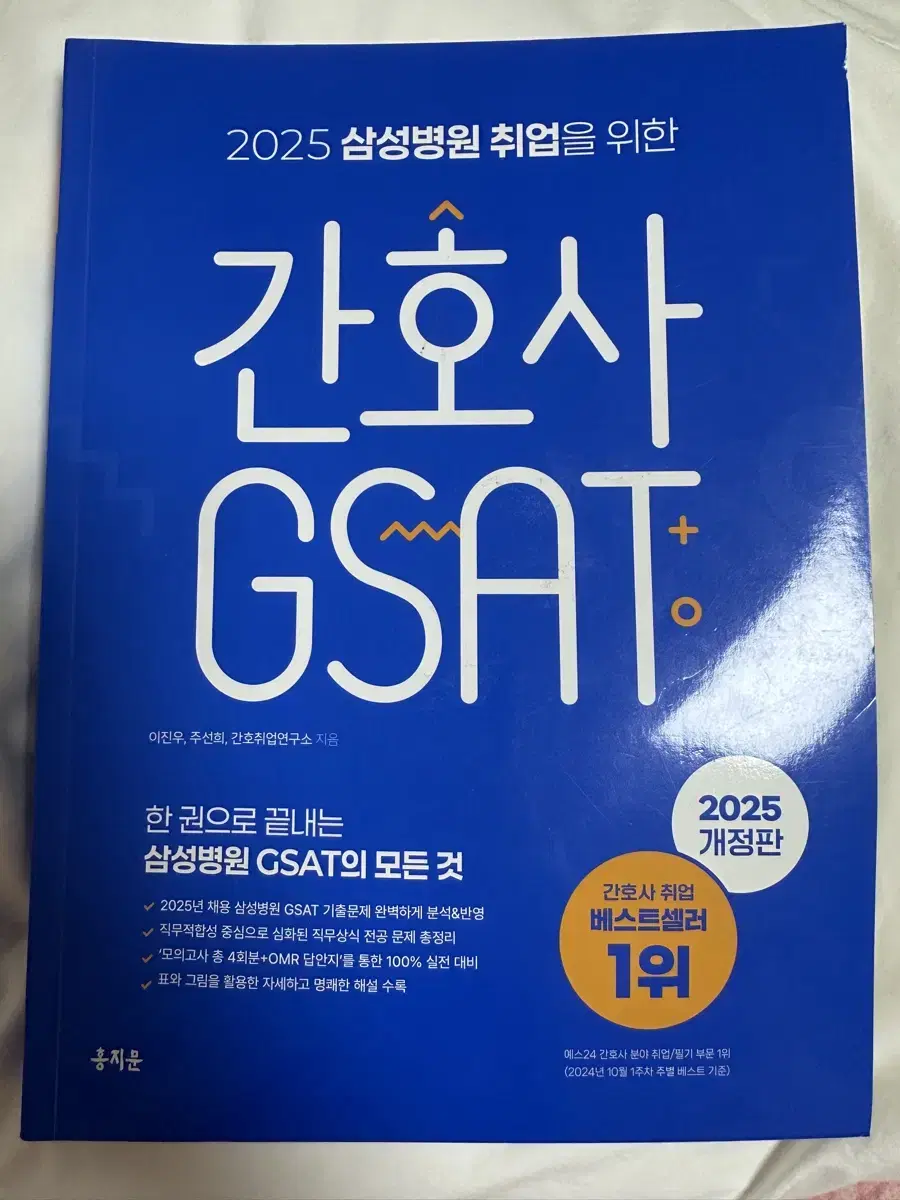 2025 삼성병원 취업을 위한
간호사
GSAT
이진우, 주선희, 간호취업연구소 지음
한 권으로 끝내는
삼성병원 GSAT의 모든 것
2025년 채용 삼성병원 GSAT 기출문제 완벽하게 분석&반영
직무적합성 중심으로 심화된 직무상식 전공 문제 총정리
‘모의고사 총 4회분+OMR 답안지’를 통한 100% 실전 대비
표와 그림을 활용한 자세하고 명쾌한 해설 수록
2025
개정판
간호사 취업
베스트셀러
1위
예스24 간호사 분야 취업/필기 부문 1위
(2024년 10월 1주차 주별 베스트 기준)
홍지문